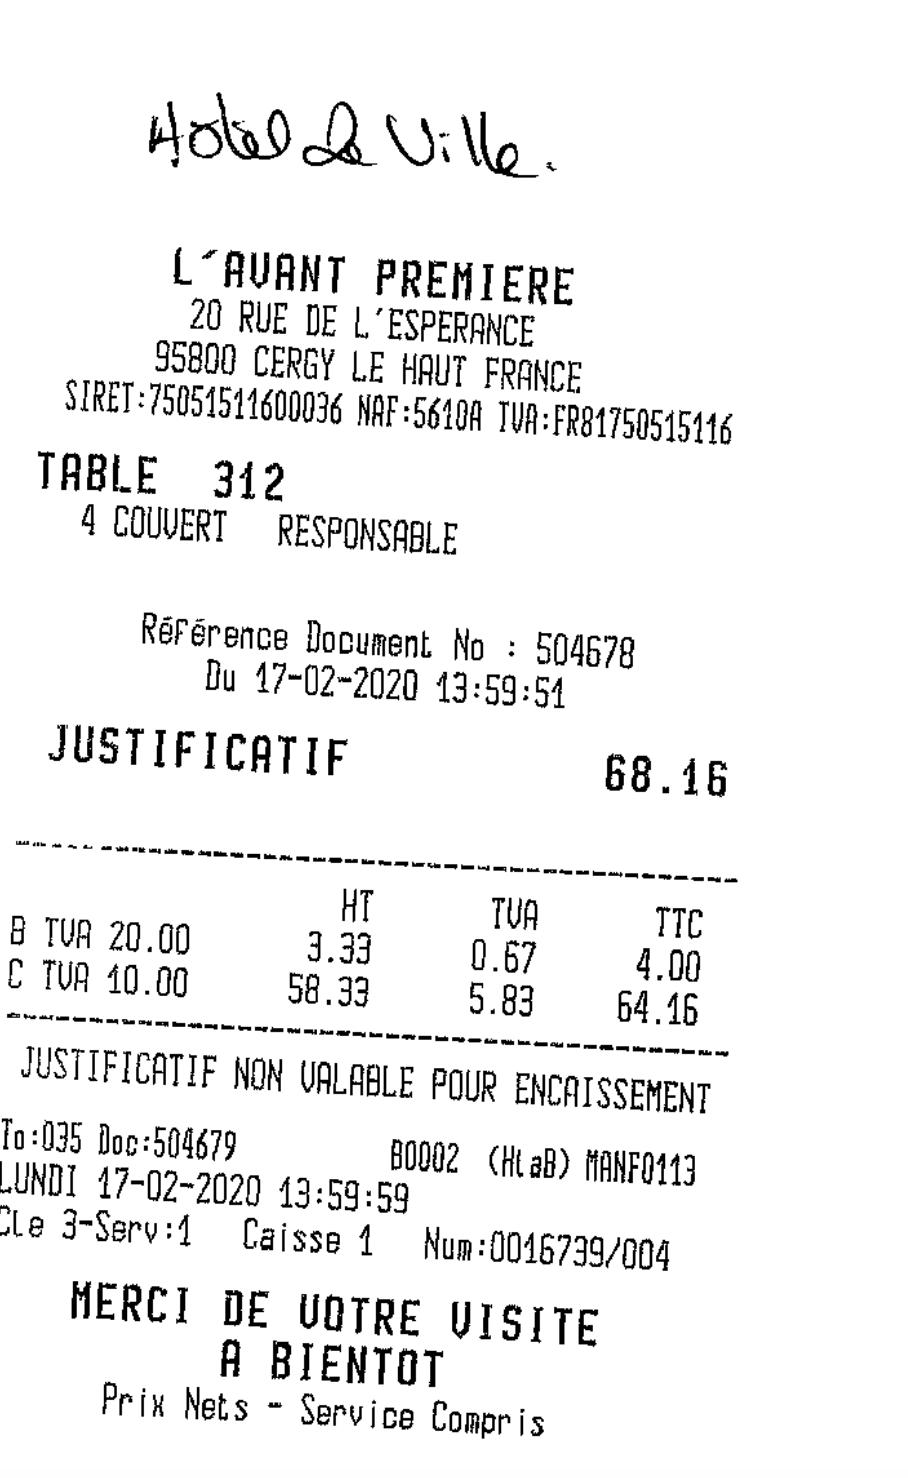 Hotel de Ville.
L'AVANT PREMIERE
20 RUE DE L'ESPERANCE
95800 CERGY LE HAUT FRANCE
SIRET:75051511600036 NAF:5610A TVA:FR81750515116
TABLE 312
4 COUVERT RESPONSABLE
Référence Document No : 504678
Du 17-02-2020 13:59:51
JUSTIFICATIF 68.16
HT TVA TTC
B TVA 20.00 3.33 0.67 4.00
C TVA 10.00 58.33 5.83 64.16
JUSTIFICATIF NON VALABLE POUR ENCAISSEMENT
To:035 Doc:504679 B0002 (HtaB) MANF0113
LUNDI 17-02-2020 13:59:59
Cle 3-Serv:1 Caisse 1 Num:0016739/004
MERCI DE VOTRE VISITE
A BIENTOT
Prix Nets - Service Compris